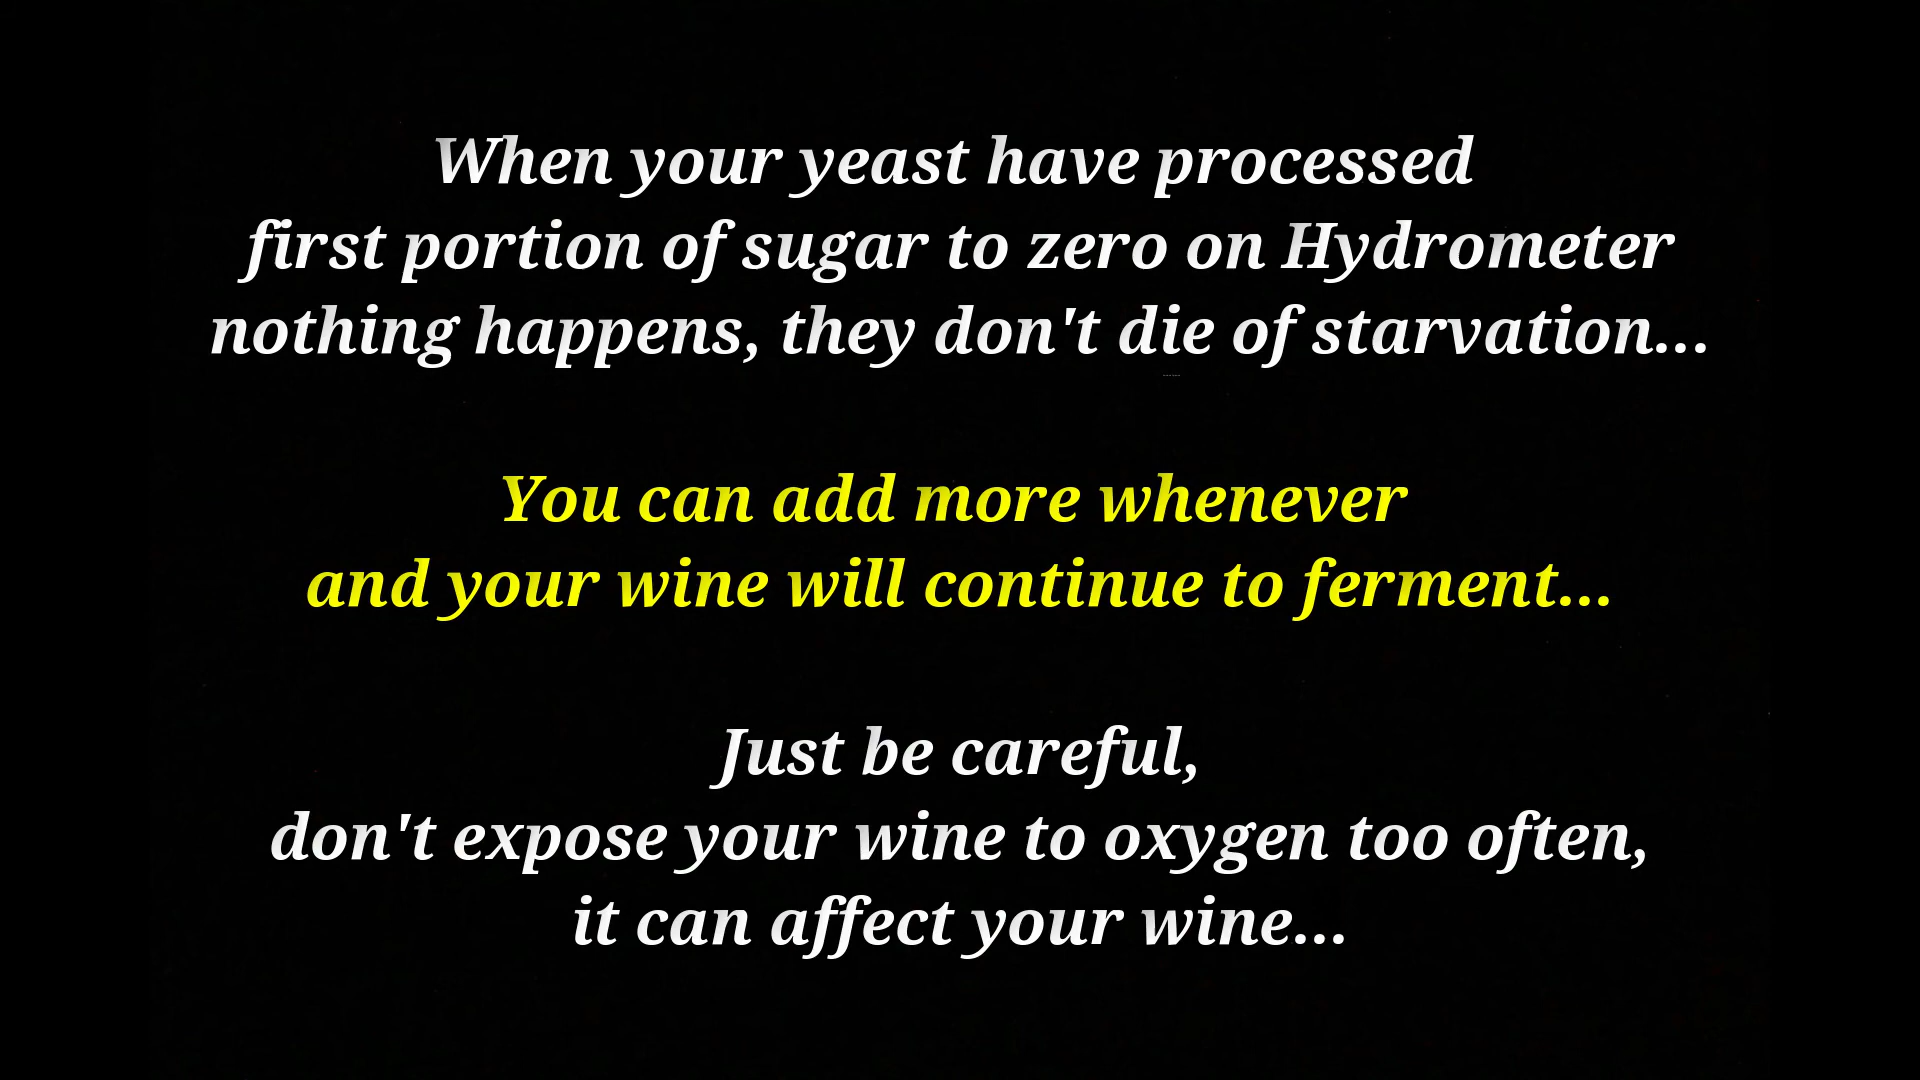 When your yeast have processed
first portion of sugar to zero on Hydrometer
nothing happens, they don't die of starvation...
You can add more whenever
and your wine will continue to ferment...
Just be careful,
don't expose your wine to oxygen too often,
it can affect your wine...